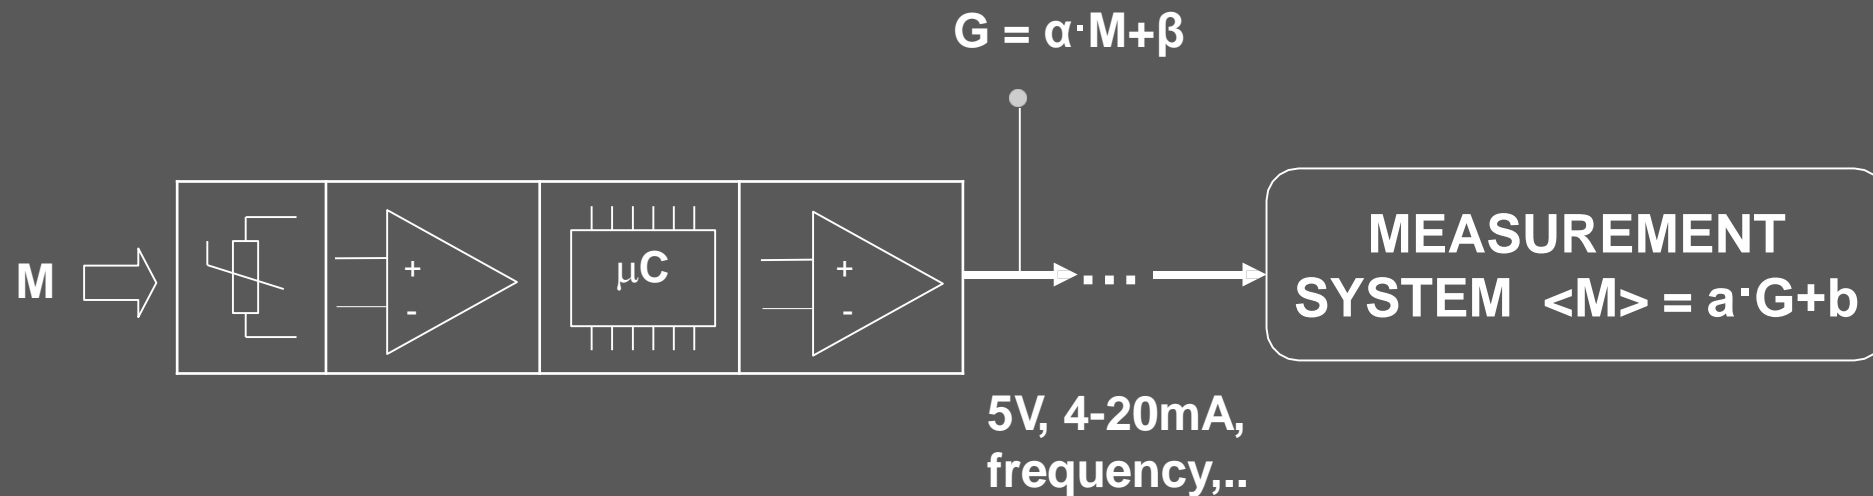 G = α·M+β
M
+
-
μC
+
-
...
MEASUREMENT
SYSTEM <M> = a·G+b
5V, 4-20mA,
frequency,..